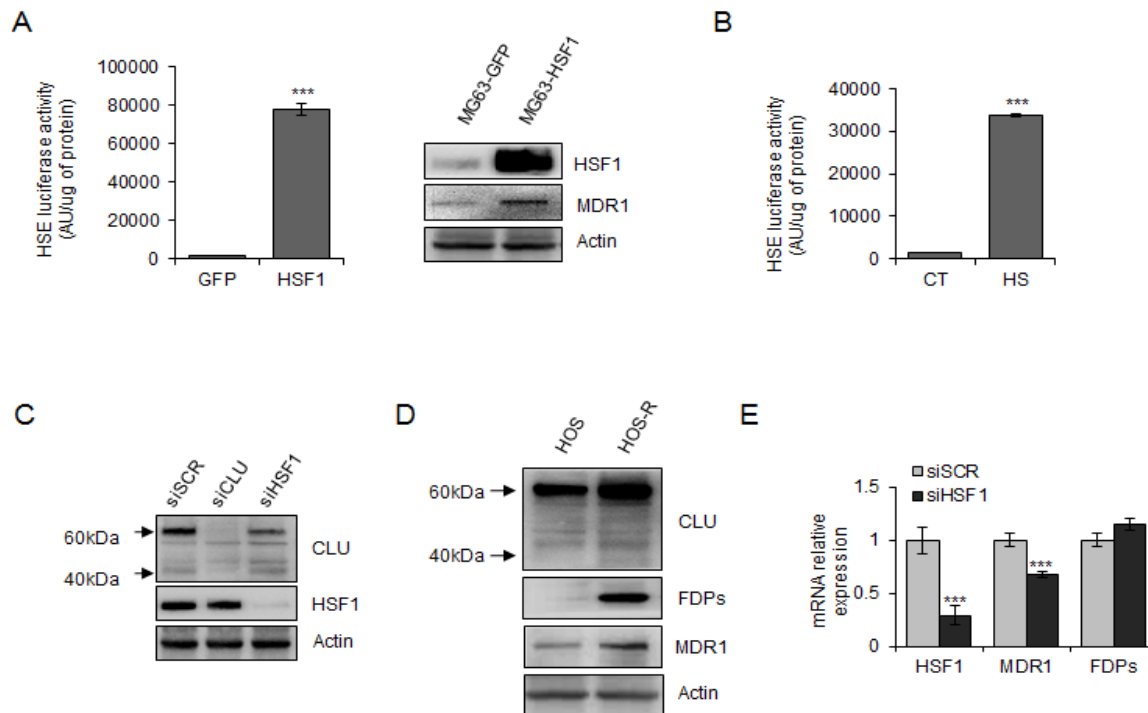 A
HSE luciferase activity
(AU/ug of protein)
100000
80000
60000
40000
20000
0
***
GFP
HSF1
MG63-GFP
MG63-HSF1
HSF1
MDR1
Actin
B
HSE luciferase activity
(AU/ug of protein)
40000
30000
20000
10000
0
***
CT
HS
C
siSCR
siCLU
siHSF1
60kDa
40kDa
CLU
HSF1
Actin
D
HOS
HOS-R
60kDa
40kDa
CLU
FDPs
MDR1
Actin
E
siSCR
siHSF1
mRNA relative
expression
1.5
1
0.5
0
***
***
HSF1
MDR1
FDPs